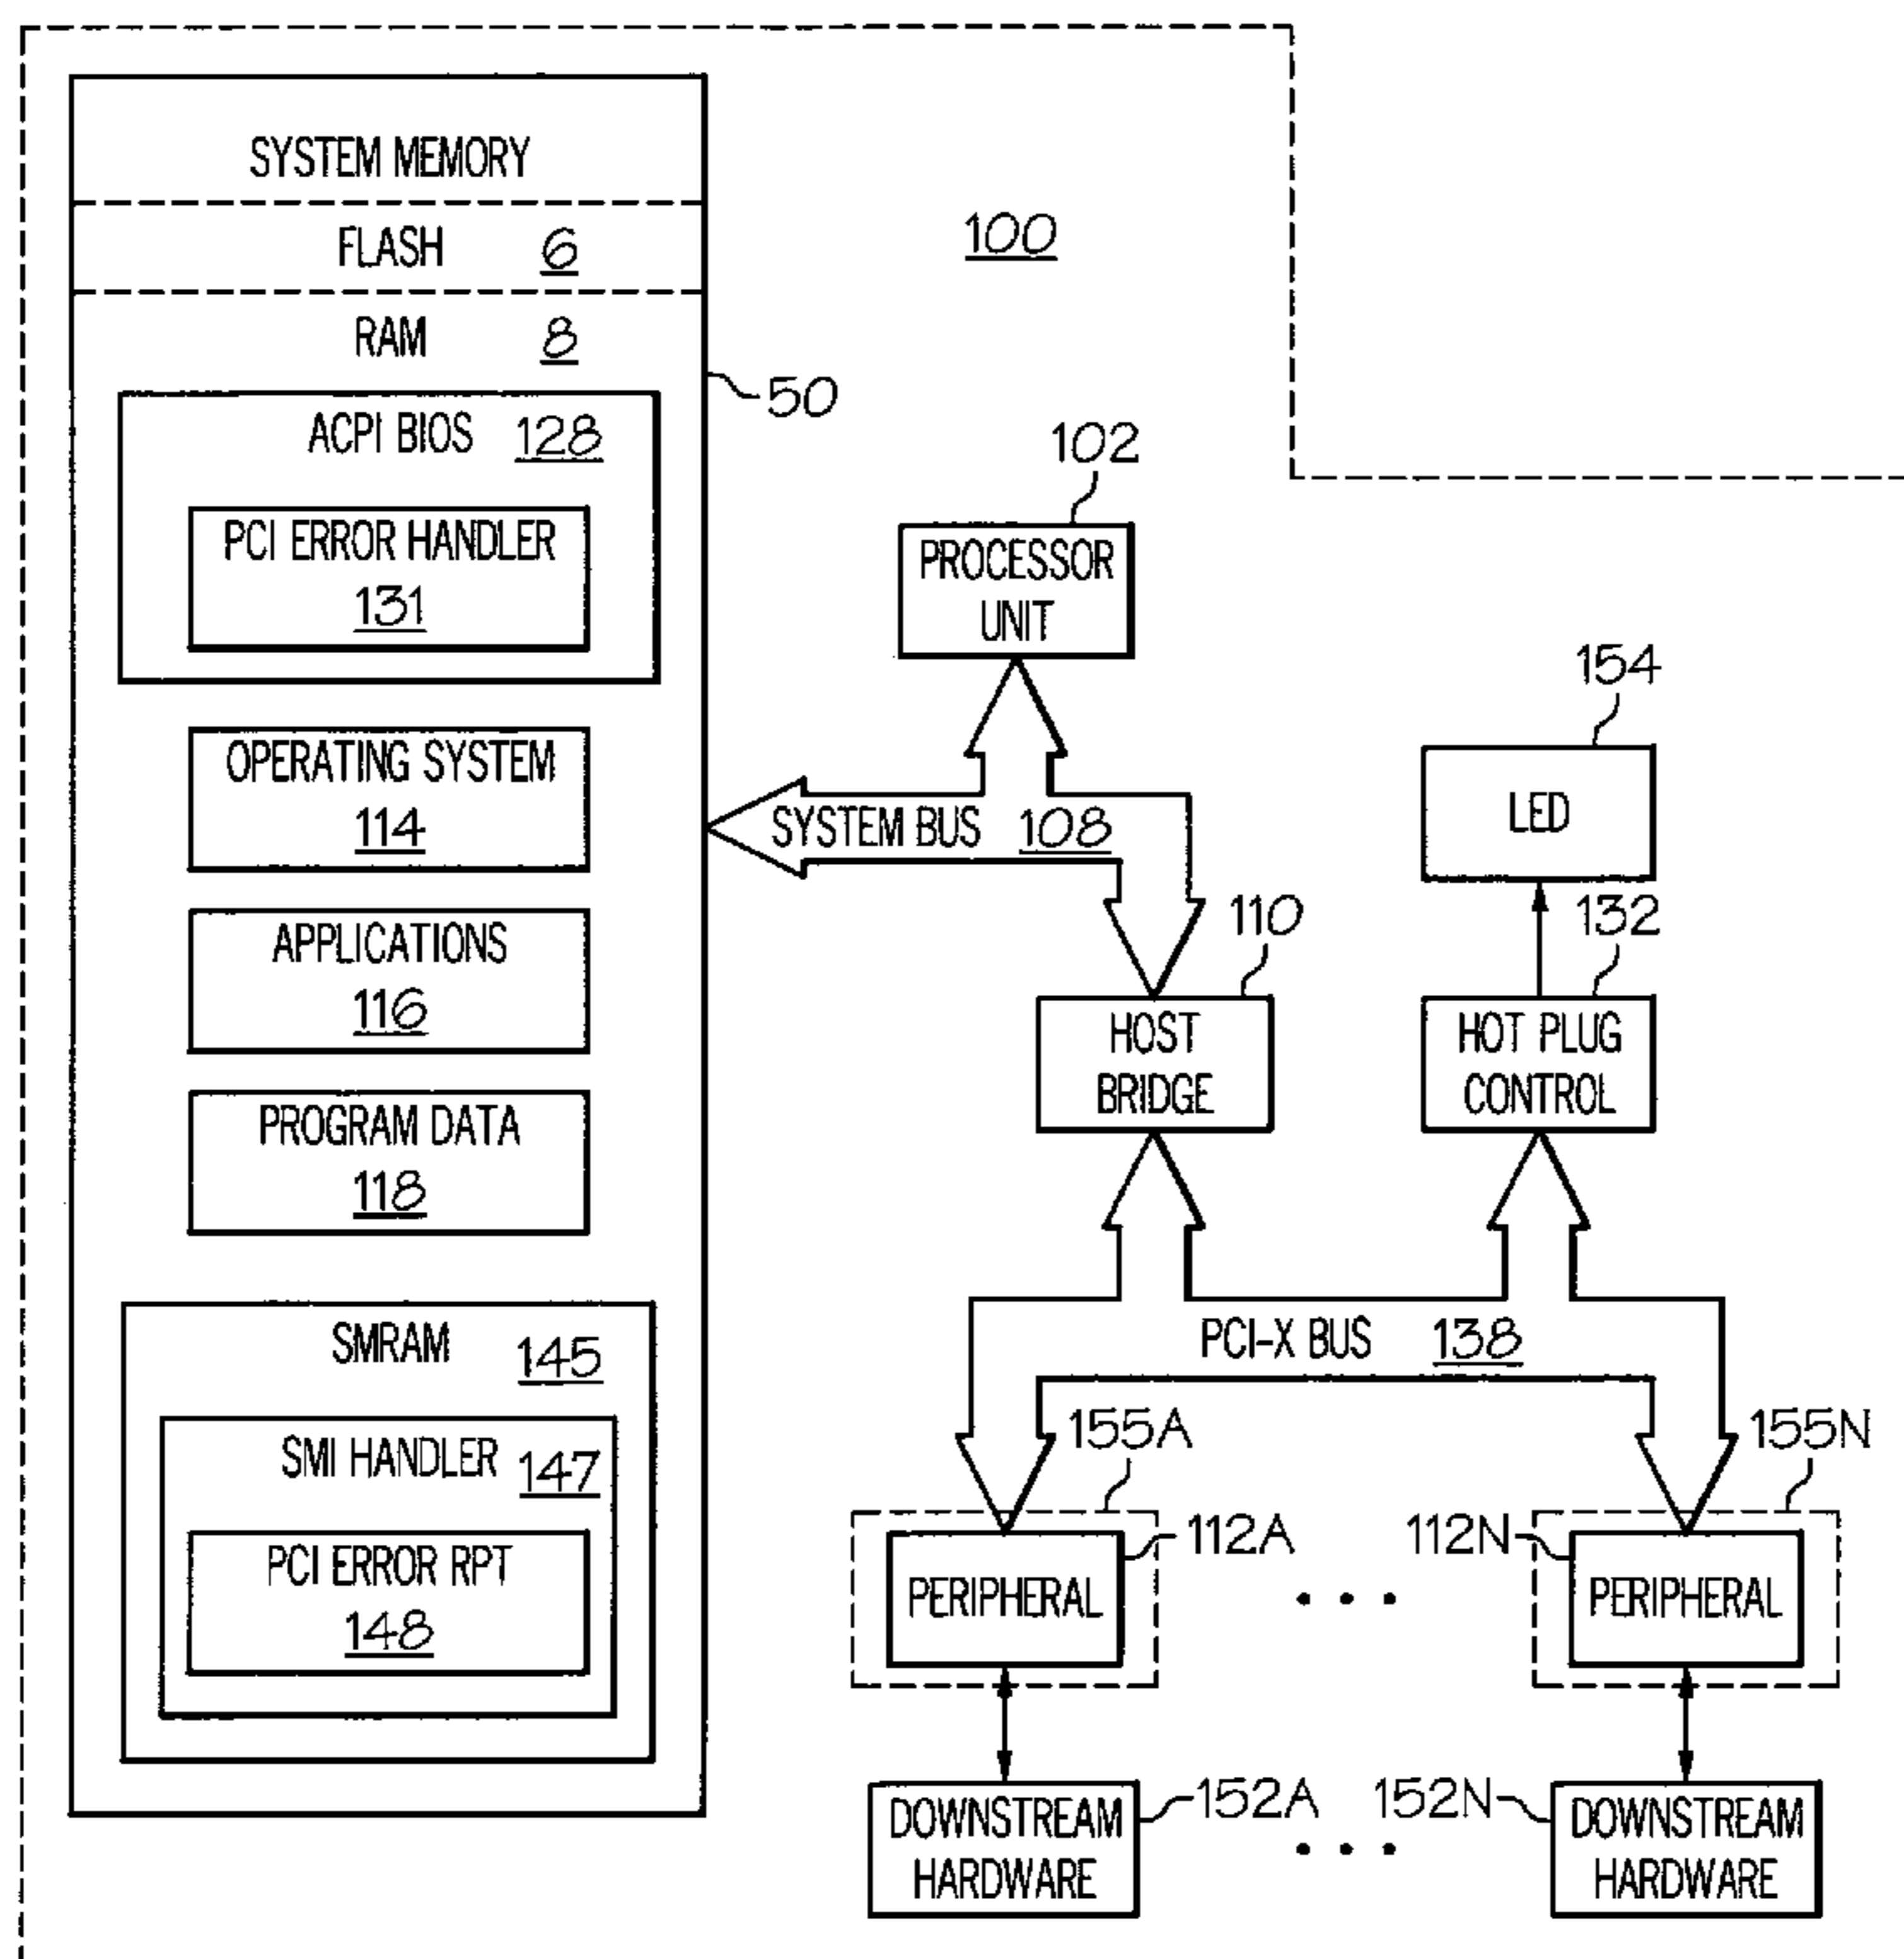 SYSTEM MEMORY
FLASH 6
RAM 8
ACPI BIOS 128
PCI ERROR HANDLER
131
OPERATING SYSTEM
114
APPLICATIONS
116
PROGRAM DATA
118
SMRAM 145
SMI HANDLER 147
PCI ERROR RPT
148
50
100
102
PROCESSOR
UNIT
SYSTEM BUS 108
154
LED
110
HOST
BRIDGE
132
HOT PLUG
CONTROL
PCI-X BUS 138
155A
155N
112A
PERIPHERAL
• • •
112N
PERIPHERAL
152A
DOWNSTREAM
HARDWARE
• • •
152N
DOWNSTREAM
HARDWARE